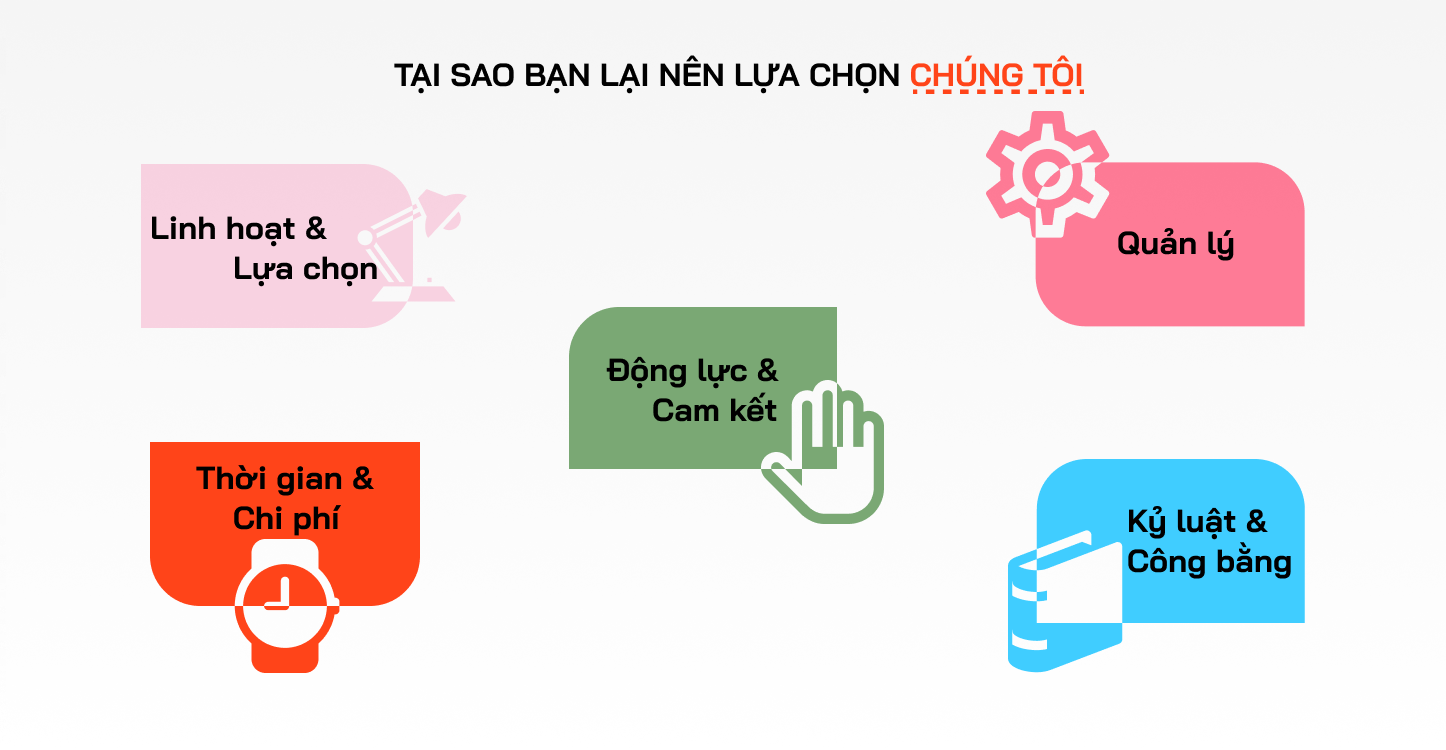 TẠI SAO BẠN LẠI NÊN LỰA CHỌN CHÚNG TÔI
Linh hoạt &
Lựa chọn
Quản lý
Động lực &
Cam kết
Thời gian &
Chi phí
Kỷ luật &
Công bằng